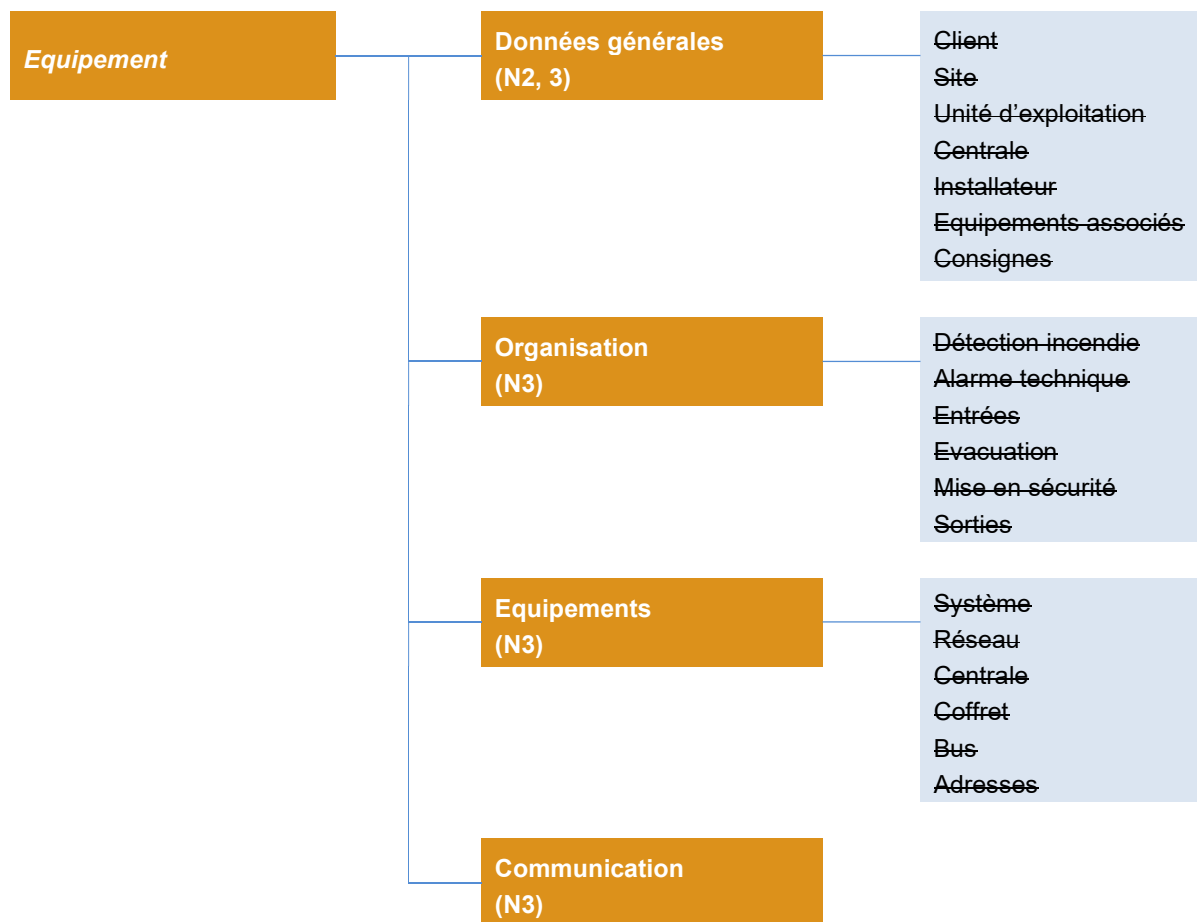 Equipement
Données générales
(N2, 3)
Client
Site
Unité d’exploitation
Centrale
Installateur
Equipements associés
Consignes
Organisation
(N3)
Détection incendie
Alarme technique
Entrées
Evacuation
Mise en sécurité
Sorties
Equipements
(N3)
Système
Réseau
Centrale
Coffret
Bus
Adresses
Communication
(N3)